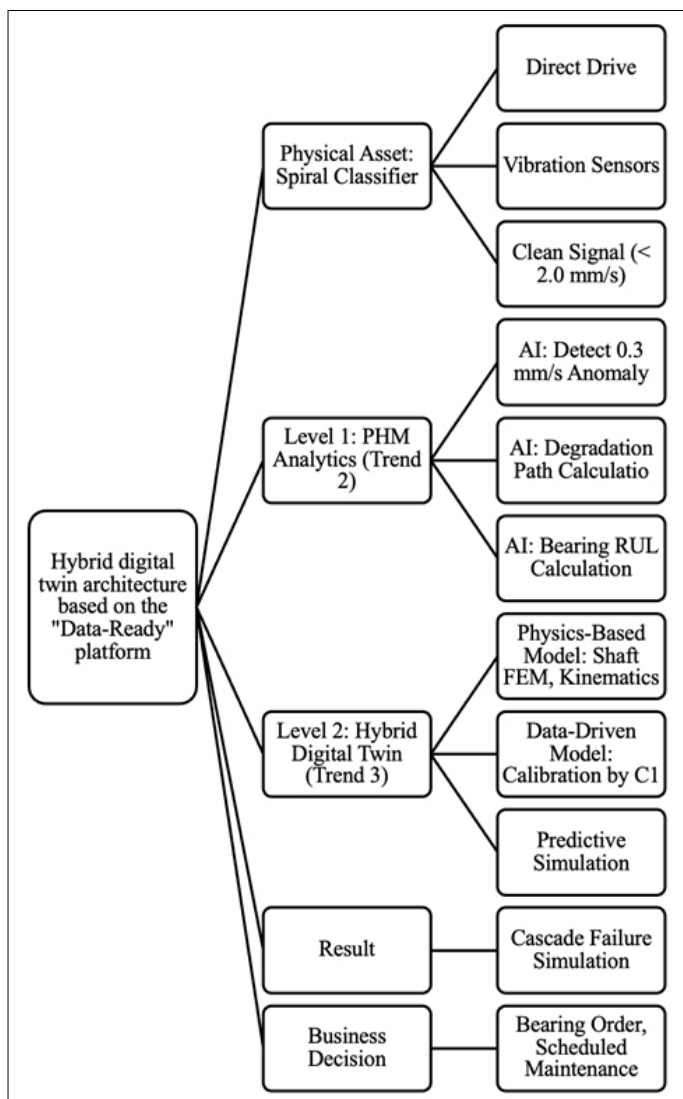 Hybrid digital
twin architecture
based on the
"Data-Ready"
platform
Physical Asset:
Spiral Classifier
Direct Drive
Vibration Sensors
Clean Signal (<
2.0 mm/s)
Level 1: PHM
Analytics (Trend
2)
AI: Detect 0.3
mm/s Anomaly
AI: Degradation
Path Calculatio
AI: Bearing RUL
Calculation
Level 2: Hybrid
Digital Twin
(Trend 3)
Physics-Based
Model: Shaft
FEM, Kinematics
Data-Driven
Model:
Calibration by C1
Predictive
Simulation
Result
Cascade Failure
Simulation
Business
Decision
Bearing Order,
Scheduled
Maintenance